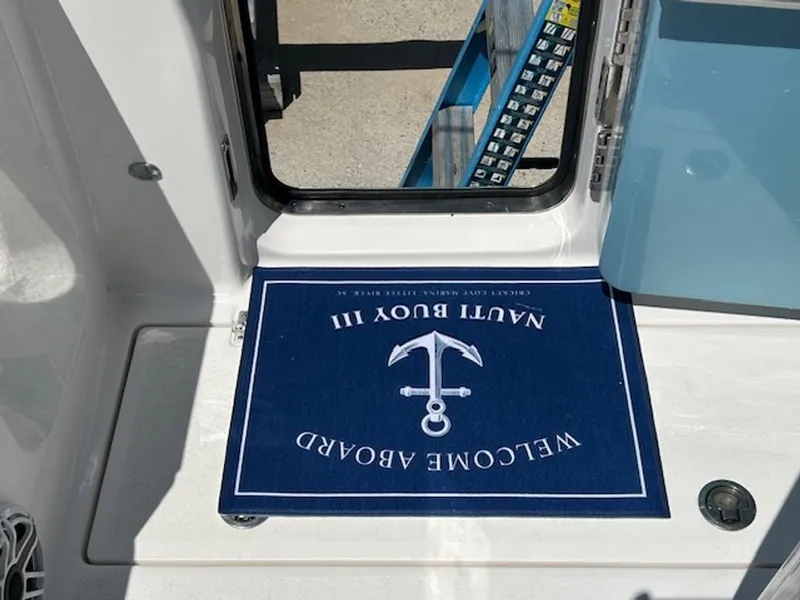 WELCOME ABOARD
NAUTI BUOY III
CRICKET COVE MARINA, LITTLE RIVER, SC